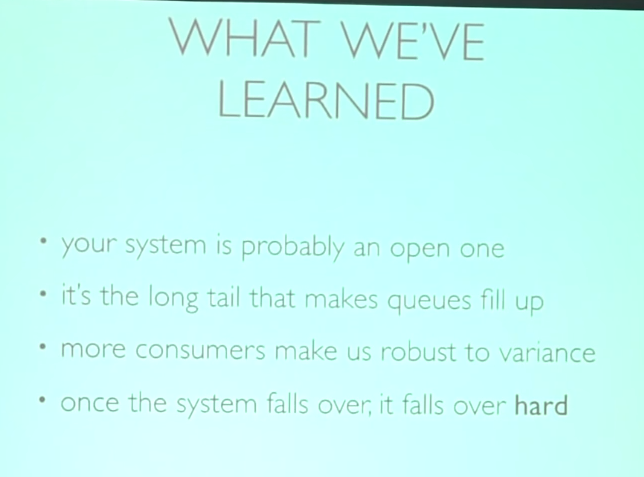 WHAT WE'VE
LEARNED
• your system is probably an open one
• it's the long tail that makes queues fill up
• more consumers make us robust to variance
• once the system falls over, it falls over hard